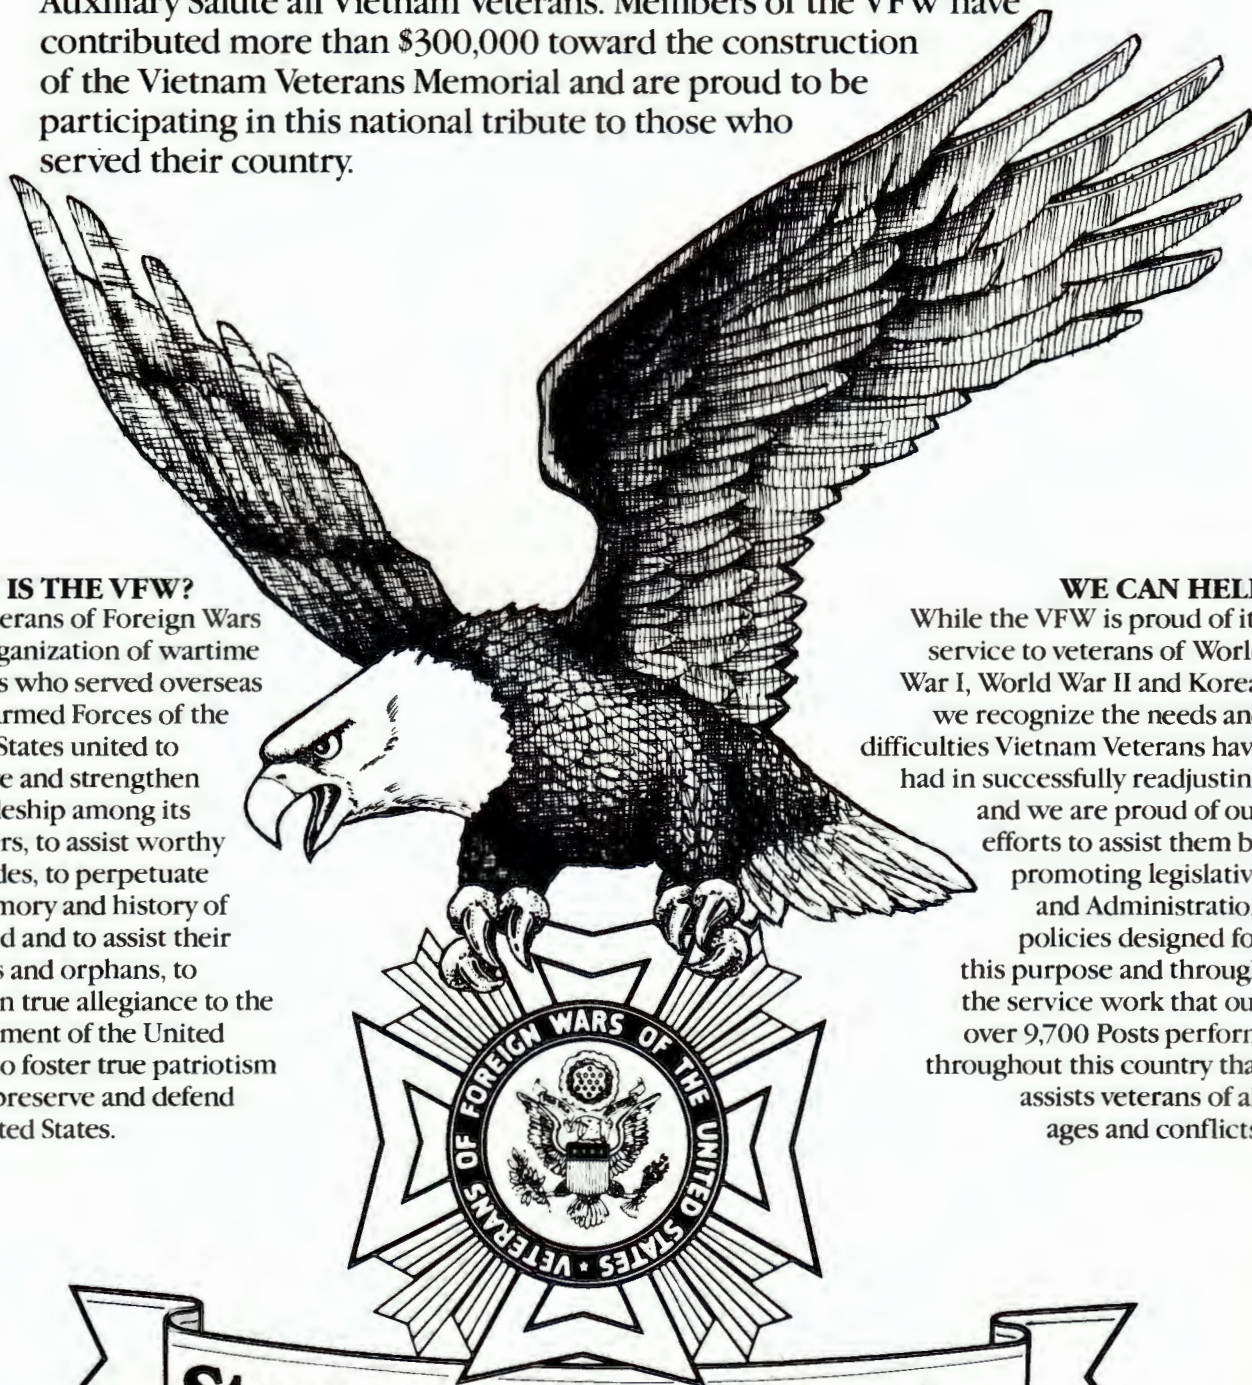 Auxiliary Salute all Vietnam Veterans. Members of the VFW have
contributed more than $300,000 toward the construction
of the Vietnam Veterans Memorial and are proud to be
participating in this national tribute to those who
served their country.
IS THE VFW?
erans of Foreign Wars
ganization of wartime
s who served overseas
rmed Forces of the
States united to
e and strengthen
leship among its
rs, to assist worthy
les, to perpetuate
mory and history of
d and to assist their
s and orphans, to
n true allegiance to the
ment of the United
o foster true patriotism
preserve and defend
ted States.
WE CAN HEL
While the VFW is proud of it
service to veterans of Worl
War I, World War II and Korea
we recognize the needs an
difficulties Vietnam Veterans hav
had in successfully readjustin
and we are proud of ou
efforts to assist them b
promoting legislativ
and Administratio
policies designed fo
this purpose and throug
the service work that ou
over 9,700 Posts perfor
throughout this country tha
assists veterans of a
ages and conflicts
VETERANS OF FOREIGN WARS OF THE UNITED STATES